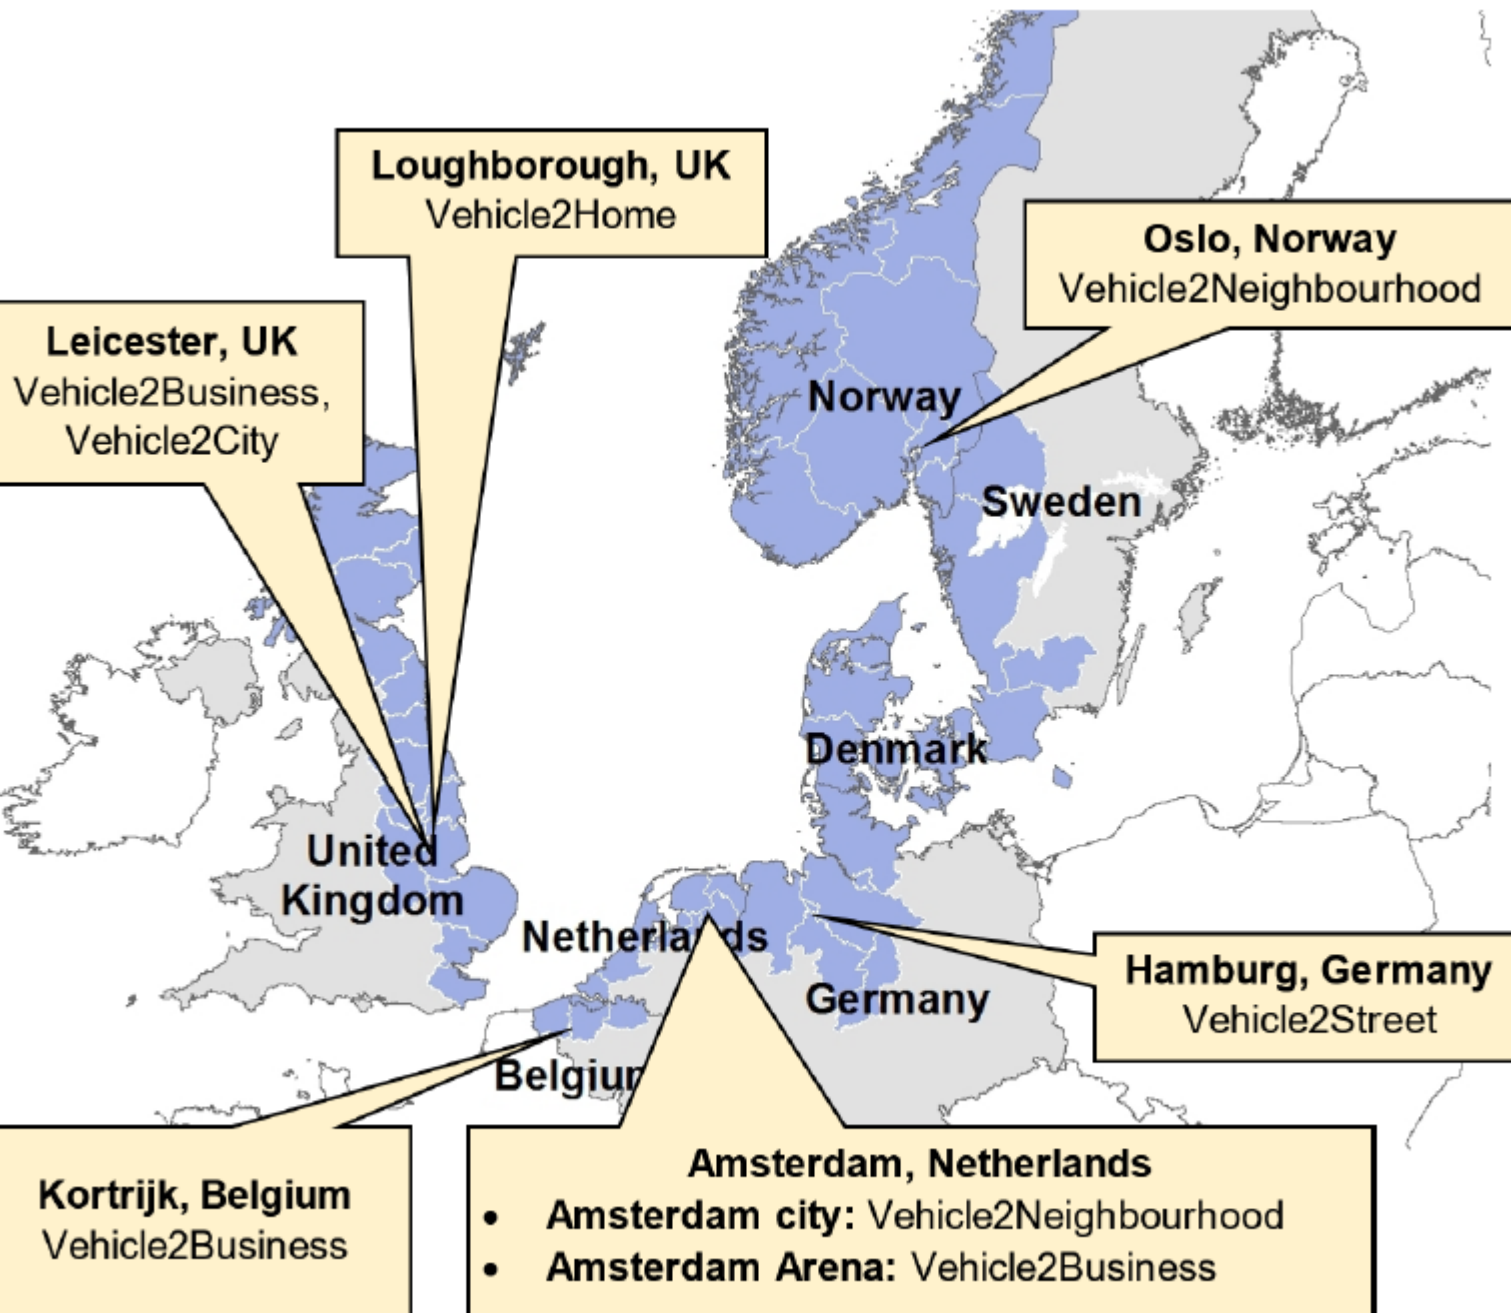 Loughborough, UK
Vehicle2Home
Oslo, Norway
Vehicle2Neighbourhood
Leicester, UK
Vehicle2Business,
Vehicle2City
Norway
Sweden
Denmark
United
Kingdom
Netherlands
Germany
Hamburg, Germany
Vehicle2Street
Belgium
Kortrijk, Belgium
Vehicle2Business
Amsterdam, Netherlands
• Amsterdam city: Vehicle2Neighbourhood
• Amsterdam Arena: Vehicle2Business